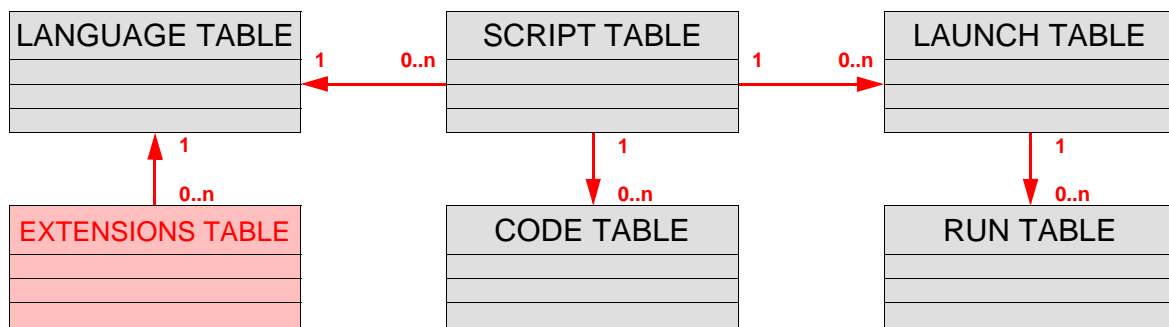 LANGUAGE TABLE
SCRIPT TABLE
LAUNCH TABLE
1
0..n
1
0..n
1
0..n
1
0..n
1
0..n
EXTENSIONS TABLE
CODE TABLE
RUN TABLE